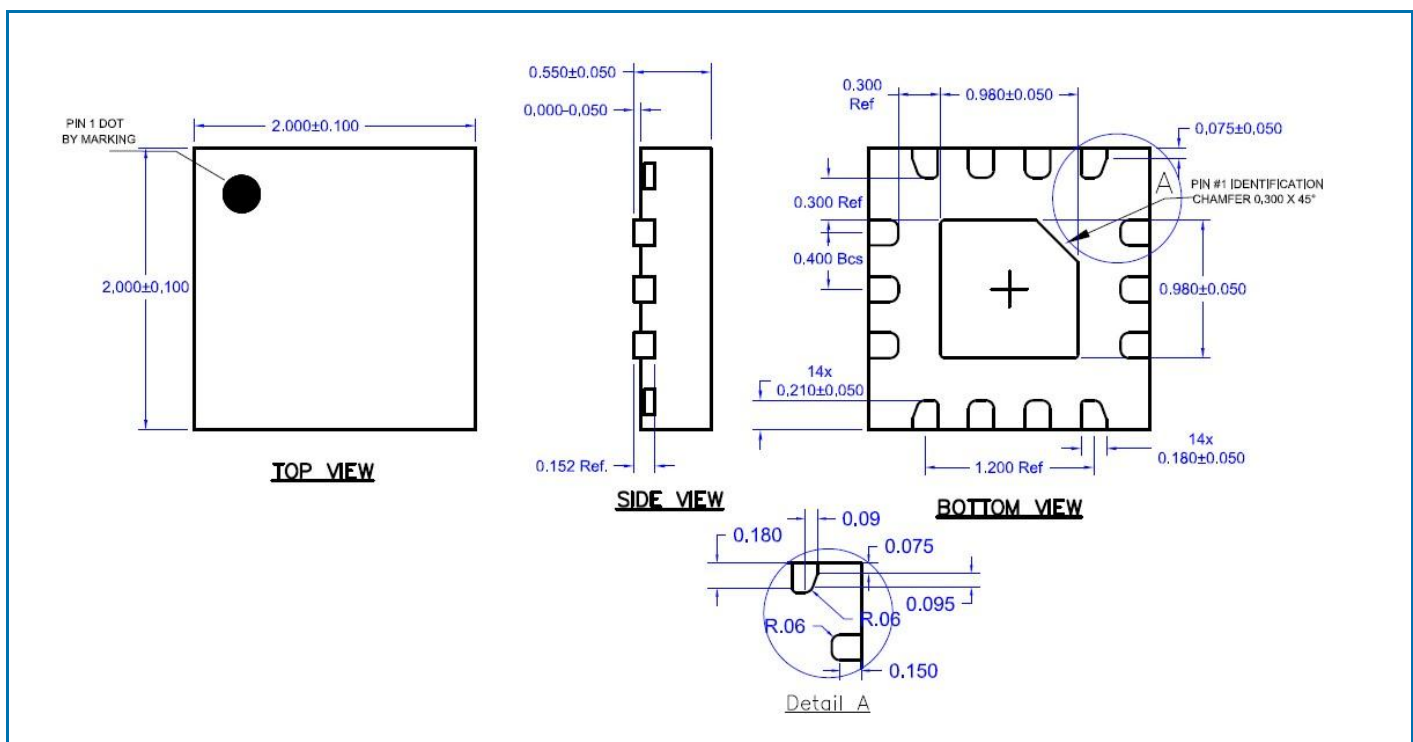 PIN 1 DOT
BY MARKING
2.000±0.100
2,000±0,100
TOP VIEW
0.550±0.050
0,000-0,050
0.152 Ref.
SIDE VIEW
0.300
Ref
0.980±0.050
0,075±0,050
A
PIN #1 IDENTIFICATION
CHAMFER 0,300 X 45°
0.300 Ref
0.400 Bcs
0.980±0.050
14x
0,210±0,050
14x
0.180±0.050
1.200 Ref
BOTTOM VIEW
0.180
0.09
0.075
0.095
R.06
R.06
0.150
Detail A